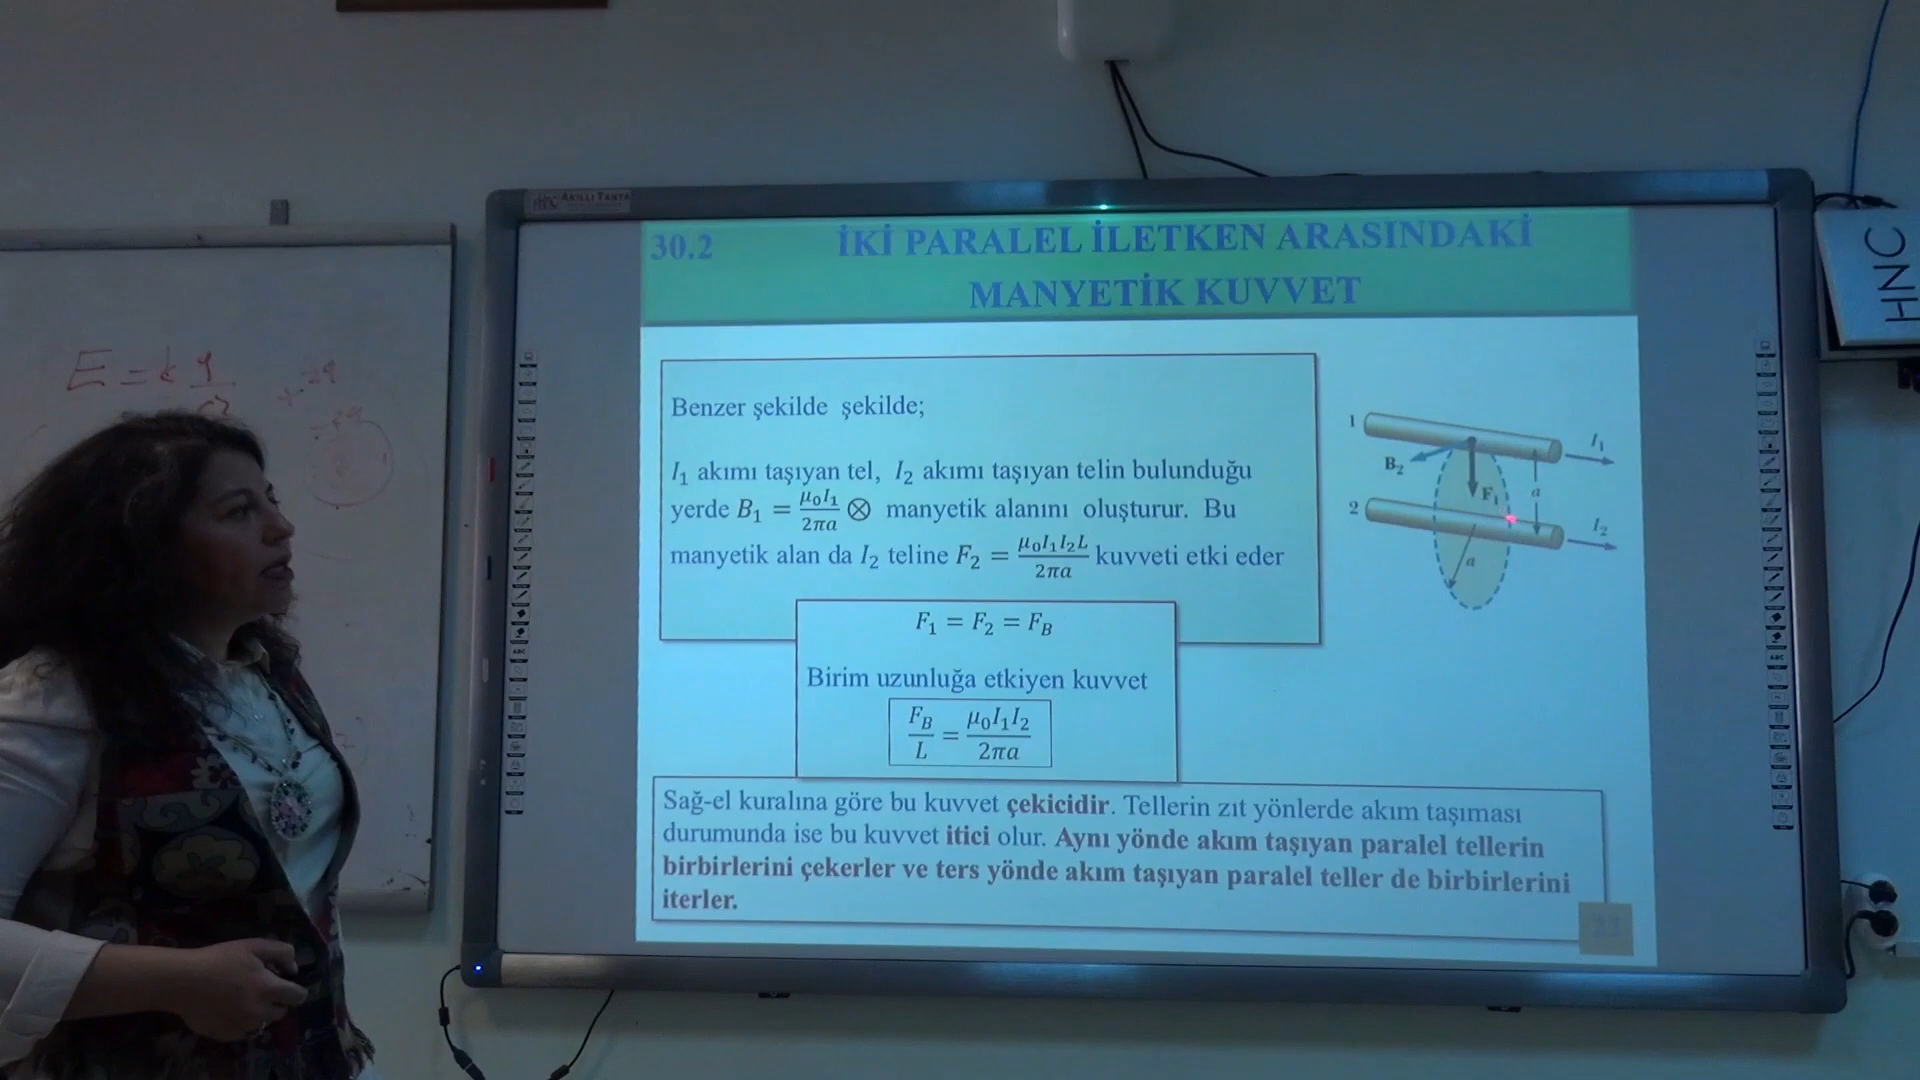 AKILLI TAHTA
30.2 İKİ PARALEL İLETKEN ARASINDAKİ
MANYETİK KUVVET
HNC
E = k q
Benzer şekilde şekilde;
I₁ akımı taşıyan tel, I₂ akımı taşıyan telin bulunduğu
yerde B₁ = μ₀I₁/2πa ⊗ manyetik alanını oluşturur. Bu
manyetik alan da I₂ teline F₂ = μ₀I₁I₂L/2πa kuvveti etki eder
1
I₁
B₂
F₁
a
2
I₂
a
F₁ = F₂ = F_B
Birim uzunluğa etkiyen kuvvet
F_B/L = μ₀I₁I₂/2πa
Sağ-el kuralına göre bu kuvvet çekicidir. Tellerin zıt yönlerde akım taşıması
durumunda ise bu kuvvet itici olur. Aynı yönde akım taşıyan paralel tellerin
birbirlerini çekerler ve ters yönde akım taşıyan paralel teller de birbirlerini
iterler.